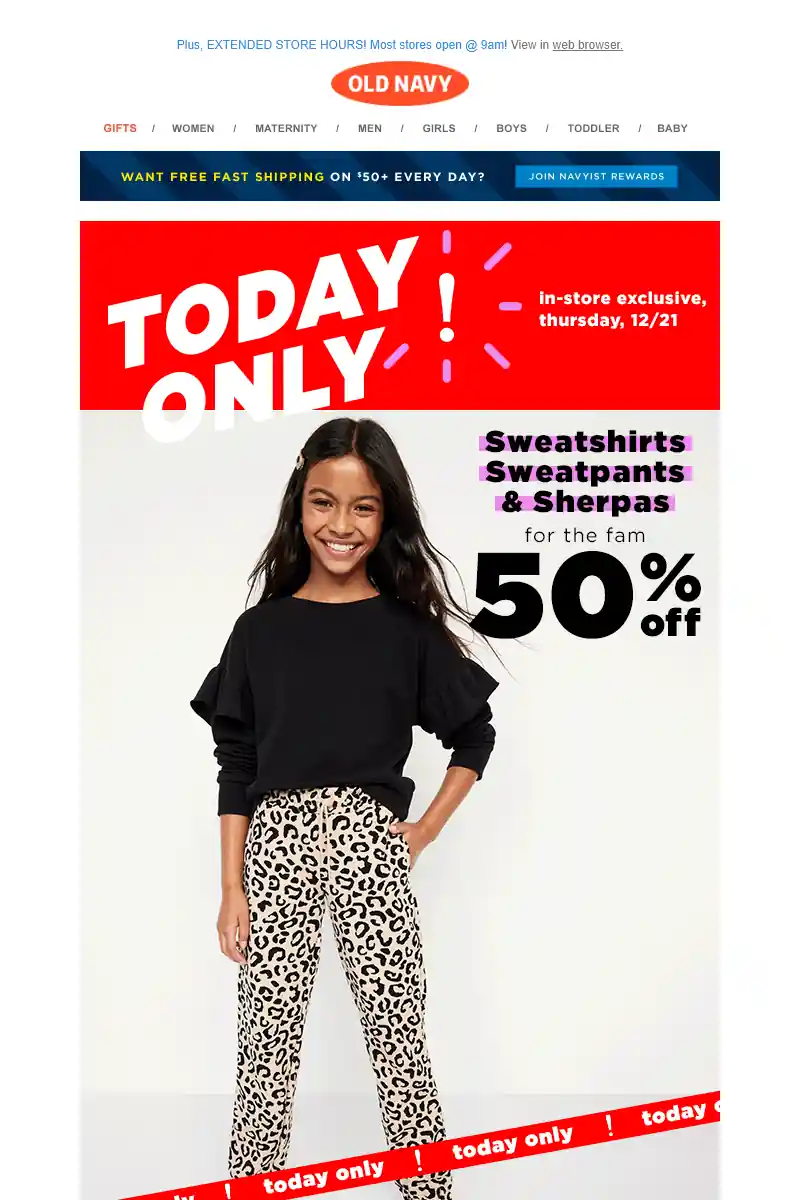 Plus, EXTENDED STORE HOURS! Most stores open @ 9am! View in web browser.
OLD NAVY
GIFTS / WOMEN / MATERNITY / MEN / GIRLS / BOYS / TODDLER / BABY
WANT FREE FAST SHIPPING ON $50+ EVERY DAY? JOIN NAVYIST REWARDS
TODAY
ONLY!
in-store exclusive,
thursday, 12/21
Sweatshirts
Sweatpants
& Sherpas
for the fam
50% off
today only ! today only ! today